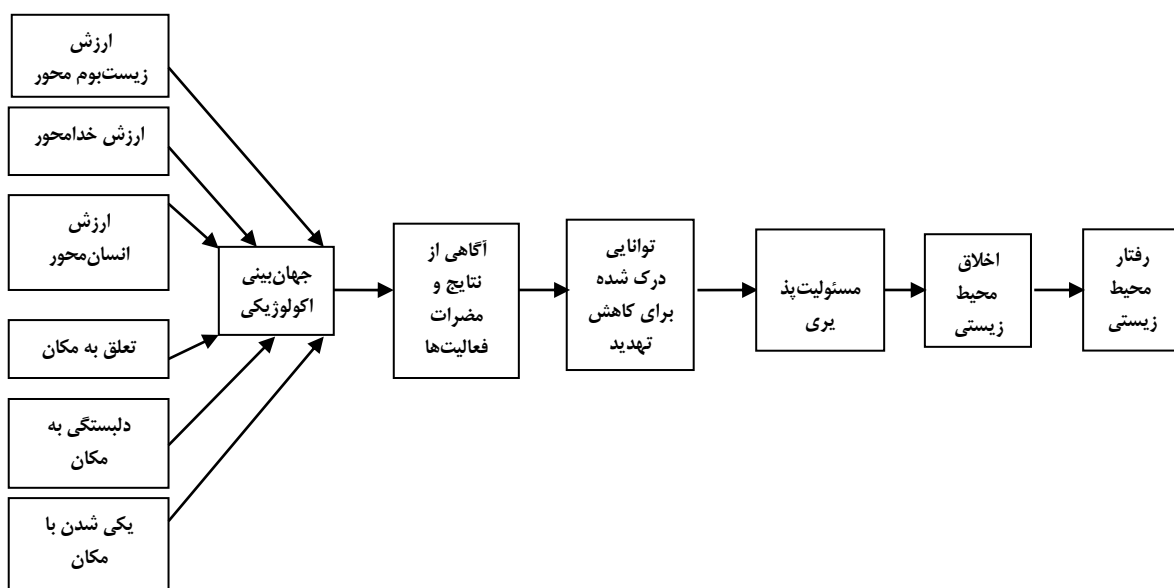 ارزش
زیست‌بوم محور
ارزش خدامحور
ارزش
انسان‌محور
تعلق به مکان
دلبستگی به
مکان
یکی شدن با
مکان
جهان‌بینی
اکولوژیکی
آگاهی از
نتایج و
مضرات
فعالیت‌ها
توانایی
درک شده
برای کاهش
تهدید
مسئولیت‌پذ
یری
اخلاق
محیط
زیستی
رفتار
محیط
زیستی